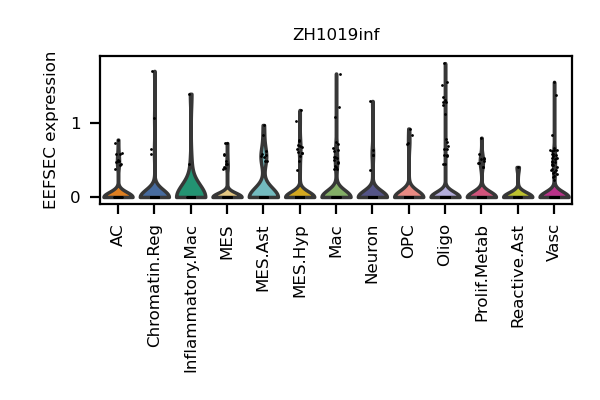 ZH1019inf
EEFSEC expression
1
0
AC
Chromatin.Reg
Inflammatory.Mac
MES
MES.Ast
MES.Hyp
Mac
Neuron
OPC
Oligo
Prolif.Metab
Reactive.Ast
Vasc